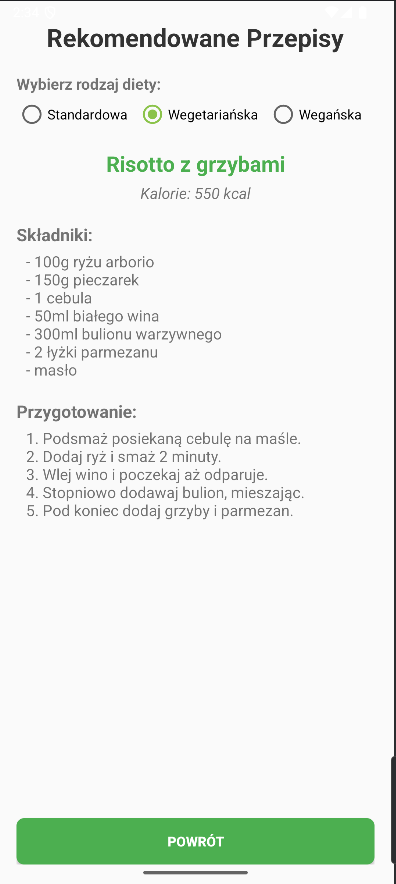 Rekomendowane Przepisy
Wybierz rodzaj diety:
Standardowa Wegetariańska Wegańska
Risotto z grzybami
Kalorie: 550 kcal
Składniki:
- 100g ryżu arborio
- 150g pieczarek
- 1 cebula
- 50ml białego wina
- 300ml bulionu warzywnego
- 2 łyżki parmezanu
- masło
Przygotowanie:
1. Podsmaż posiekaną cebulę na maśle.
2. Dodaj ryż i smaż 2 minuty.
3. Wlej wino i poczekaj aż odparuje.
4. Stopniowo dodawaj bulion, mieszając.
5. Pod koniec dodaj grzyby i parmezan.
POWRÓT